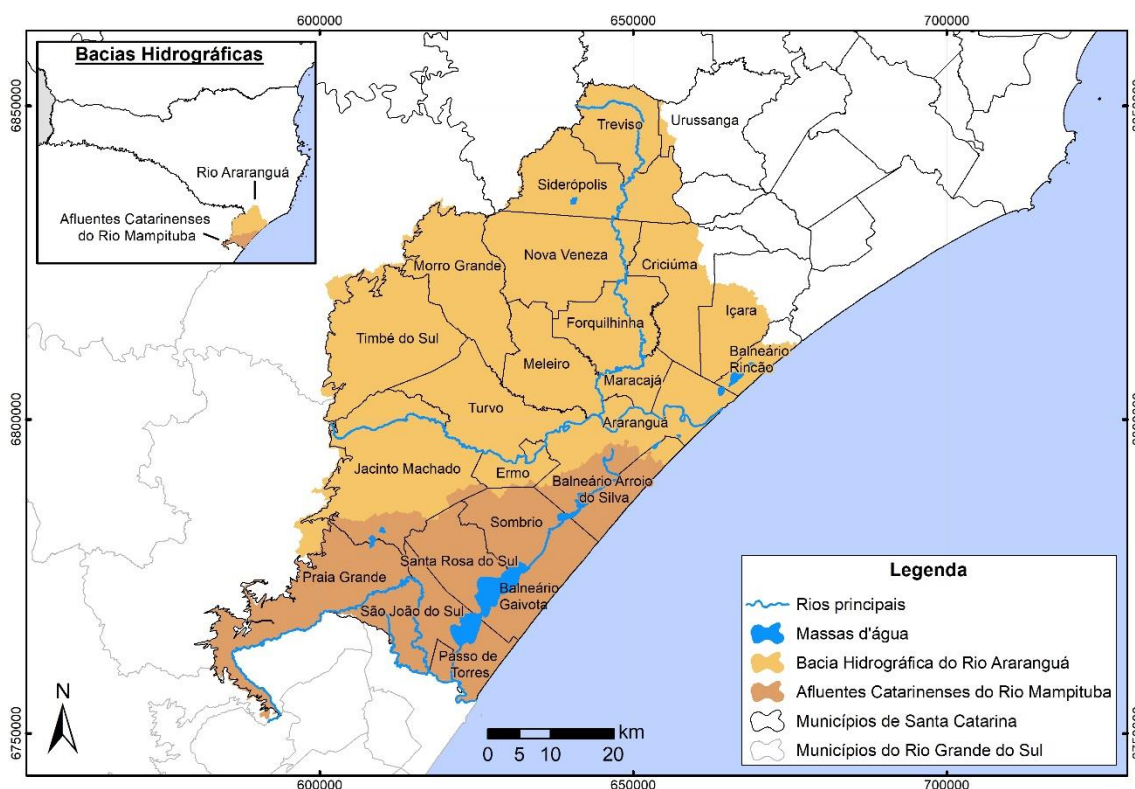 600000
650000
700000
Bacias Hidrográficas
Rio Araranguá
Afluentes Catarinenses
do Rio Mampituba
6850000
6850000
Treviso
Urussanga
Siderópolis
Nova Veneza
Morro Grande
Criciúma
Içara
Forquilhinha
Timbé do Sul
Balneário
Rincão
Meleiro
Maracajá
Turvo
6800000
6800000
Araranguá
Jacinto Machado
Ermo
Balneário Arroio
do Silva
Sombrio
Santa Rosa do Sul
Praia Grande
Balneário
Gaivota
São João do Sul
Passo de
Torres
Legenda
Rios principais
Massas d'água
Bacia Hidrográfica do Rio Araranguá
Afluentes Catarinenses do Rio Mampituba
Municípios de Santa Catarina
Municípios do Rio Grande do Sul
N
km
0 5 10 20
6750000
6750000
600000
650000
700000